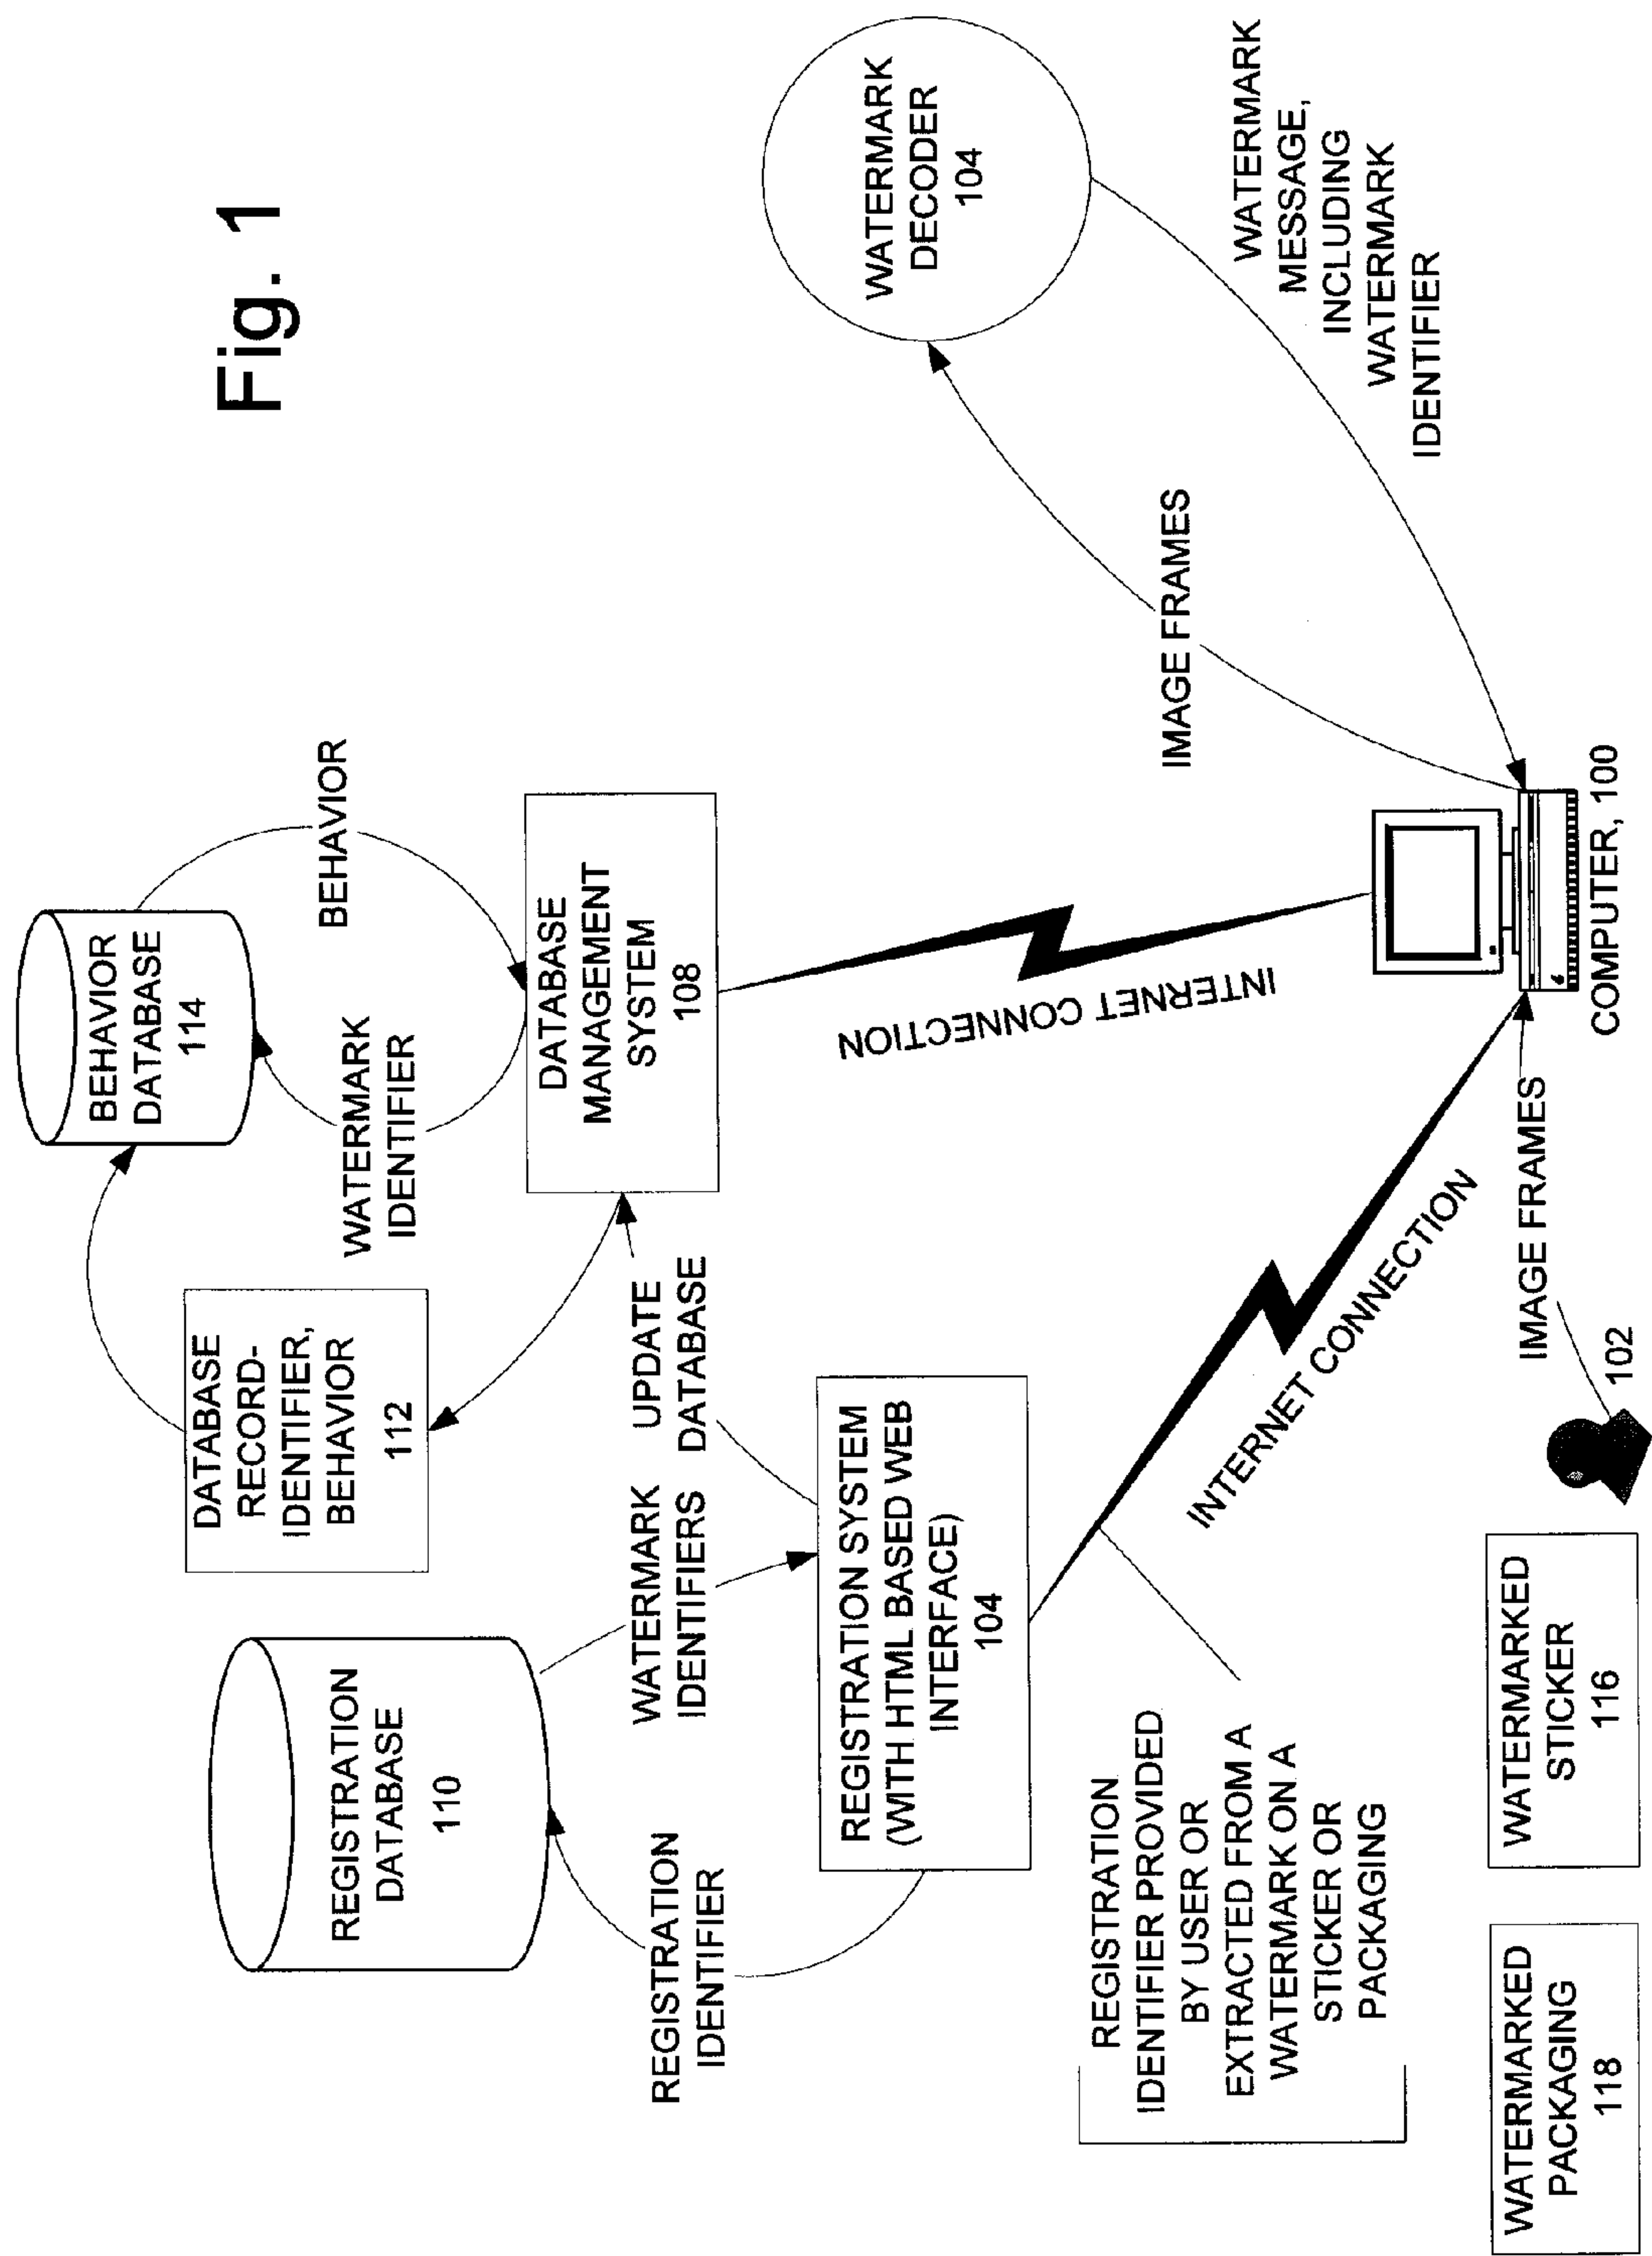 Fig. 1
REGISTRATION
DATABASE
110
DATABASE
RECORD-
IDENTIFIER,
BEHAVIOR
112
BEHAVIOR
DATABASE
114
BEHAVIOR
WATERMARK
IDENTIFIER
DATABASE
MANAGEMENT
SYSTEM
108
UPDATE
DATABASE
WATERMARK
IDENTIFIERS
REGISTRATION
IDENTIFIER
REGISTRATION SYSTEM
(WITH HTML BASED WEB
INTERFACE)
104
WATERMARK
DECODER
104
IMAGE FRAMES
WATERMARK
MESSAGE,
INCLUDING
WATERMARK
IDENTIFIER
INTERNET CONNECTION
INTERNET CONNECTION
REGISTRATION
IDENTIFIER PROVIDED
BY USER OR
EXTRACTED FROM A
WATERMARK ON A
STICKER OR
PACKAGING
WATERMARKED
PACKAGING
118
WATERMARKED
STICKER
116
102
IMAGE FRAMES
COMPUTER, 100